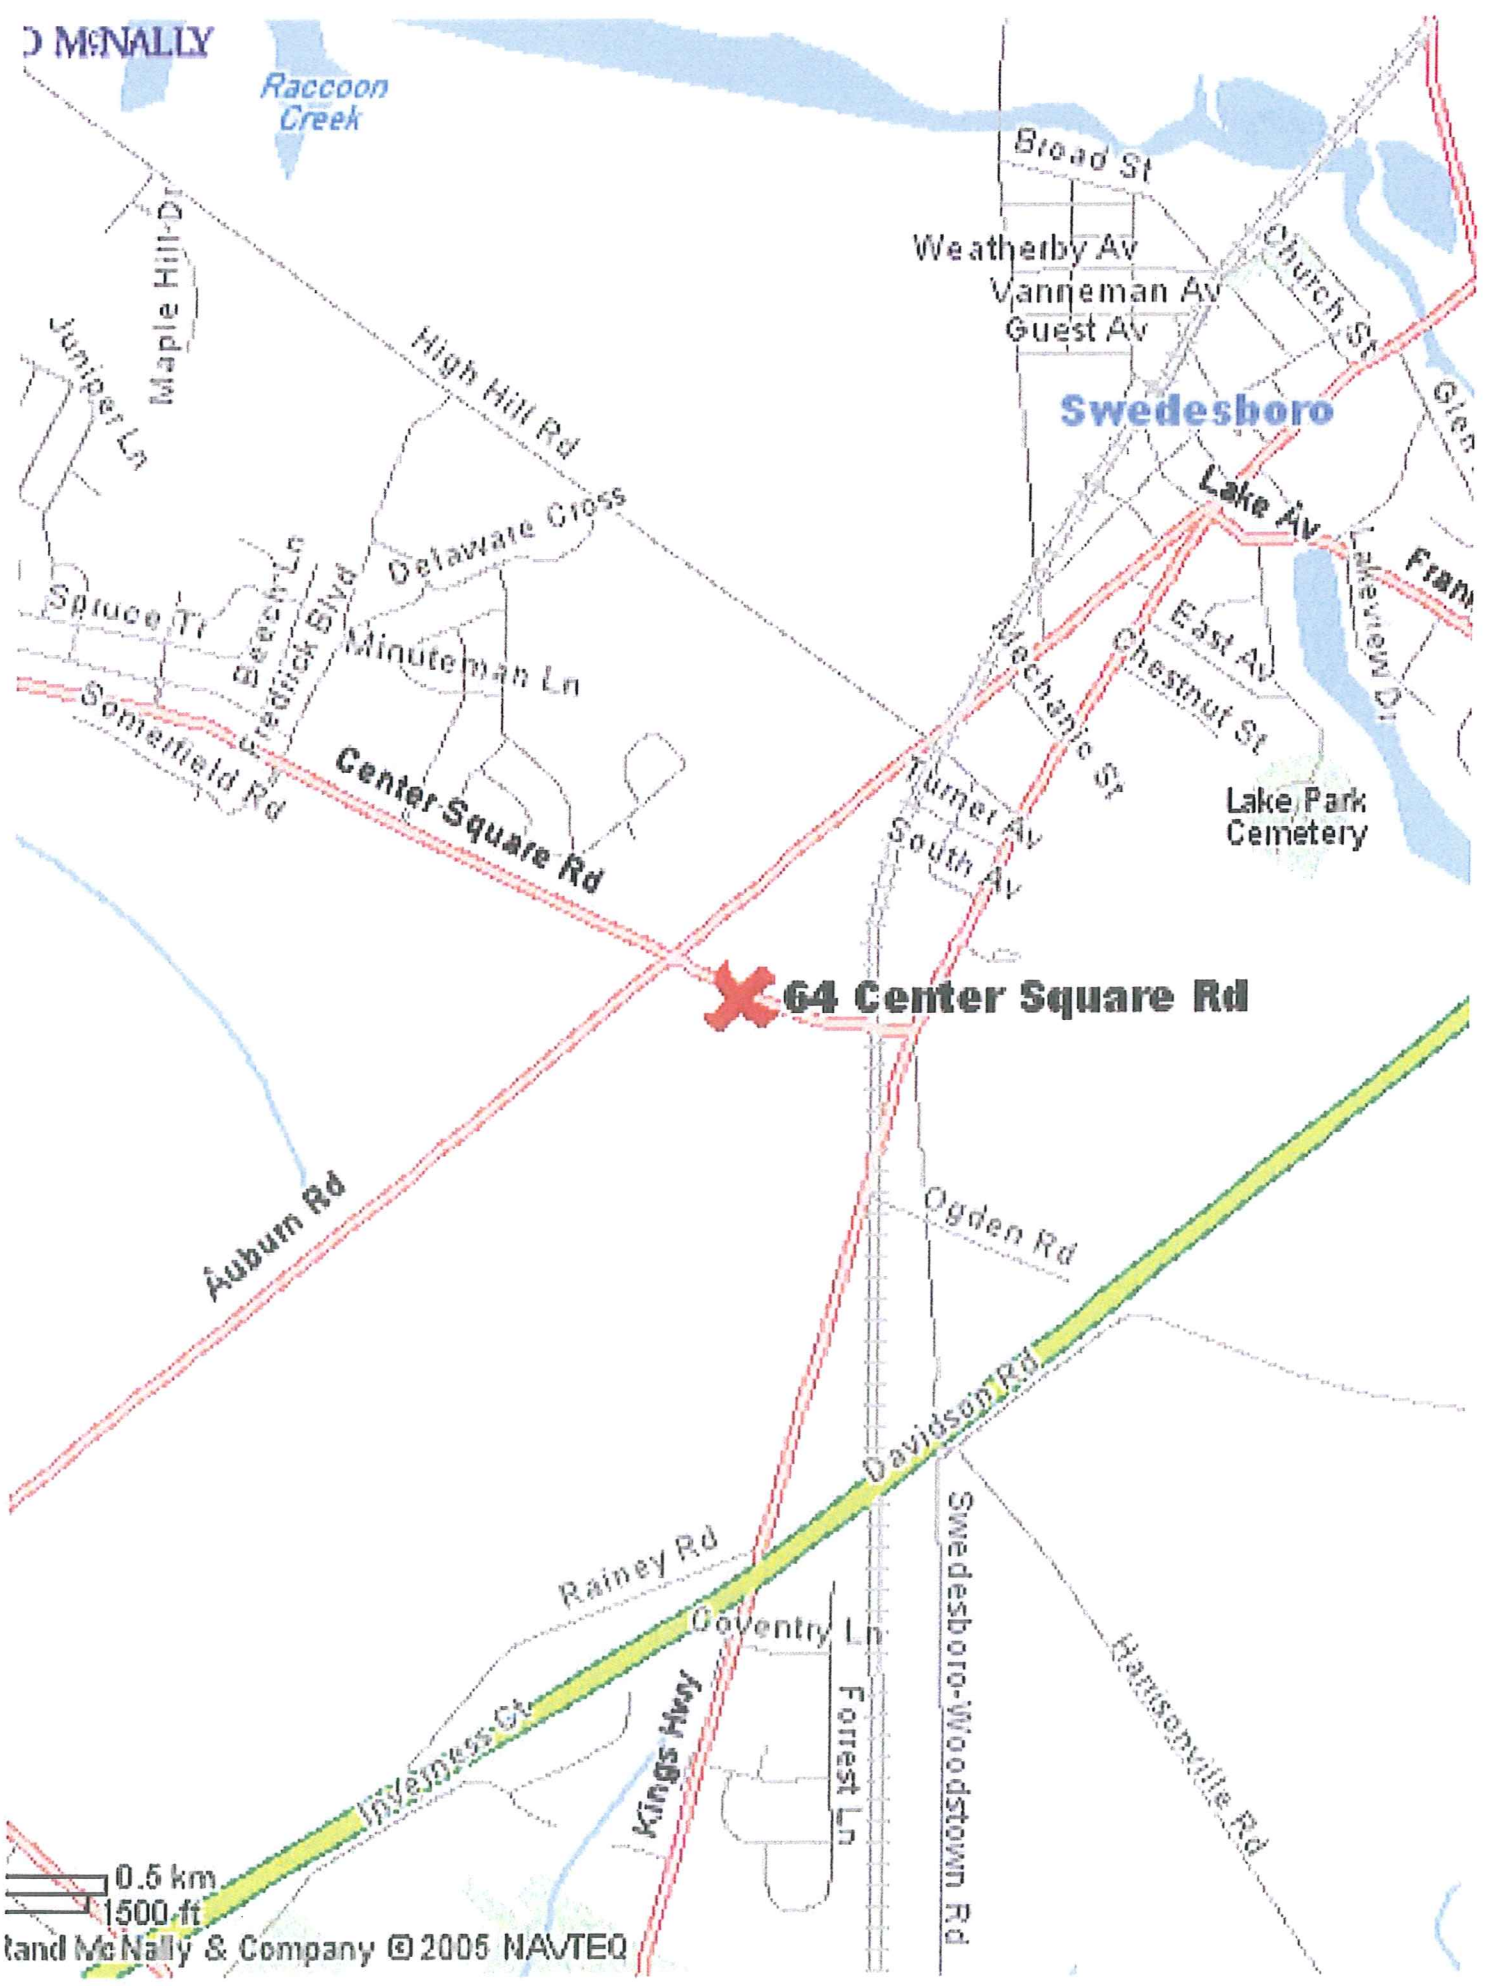 McNALLY
Raccoon
Creek
Broad St
Weatherby Av
Vanneman Av
Guest Av
Church St
Maple Hill Dr
Juniper Ln
High Hill Rd
Swedesboro
Glen
Lake Av
Delaware Cross
Lakeview Dr
Beech Ln
Fredrick Blvd
Spruce Tr
Minuteman Ln
Mechanic St
East Av
Chestnut St
Somerfield Rd
Center Square Rd
Turner Av
South Av
Lake Park
Cemetery
64 Center Square Rd
Auburn Rd
Ogden Rd
Davidson Rd
Rainey Rd
Coventry Ln
Swedesboro-Woodstown Rd
Harrisonville Rd
Inverness Ct
Kings Hwy
Forrest Ln
0.5 km
1500 ft
Rand McNally & Company © 2005 NAVTEQ